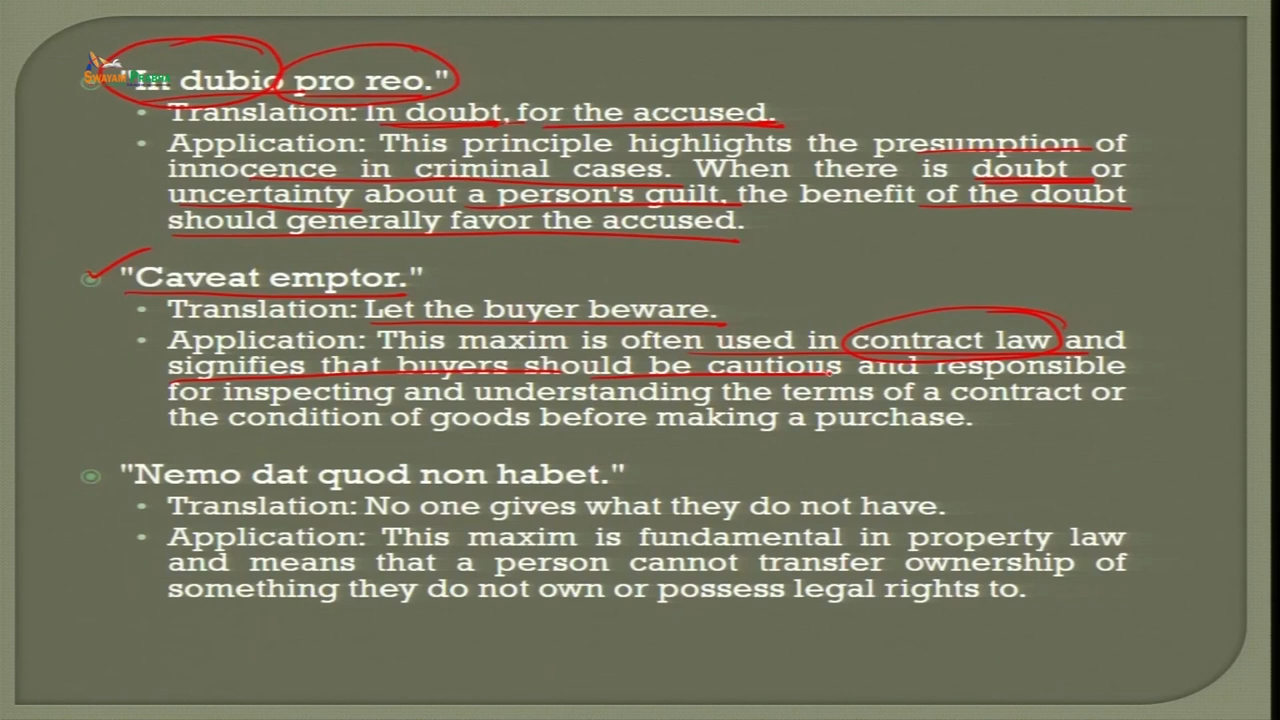 "In dubio pro reo."
Translation: In doubt, for the accused.
Application: This principle highlights the presumption of
innocence in criminal cases. When there is doubt or
uncertainty about a person's guilt, the benefit of the doubt
should generally favor the accused.
"Caveat emptor."
Translation: Let the buyer beware.
Application: This maxim is often used in contract law and
signifies that buyers should be cautious and responsible
for inspecting and understanding the terms of a contract or
the condition of goods before making a purchase.
"Nemo dat quod non habet."
Translation: No one gives what they do not have.
Application: This maxim is fundamental in property law
and means that a person cannot transfer ownership of
something they do not own or possess legal rights to.